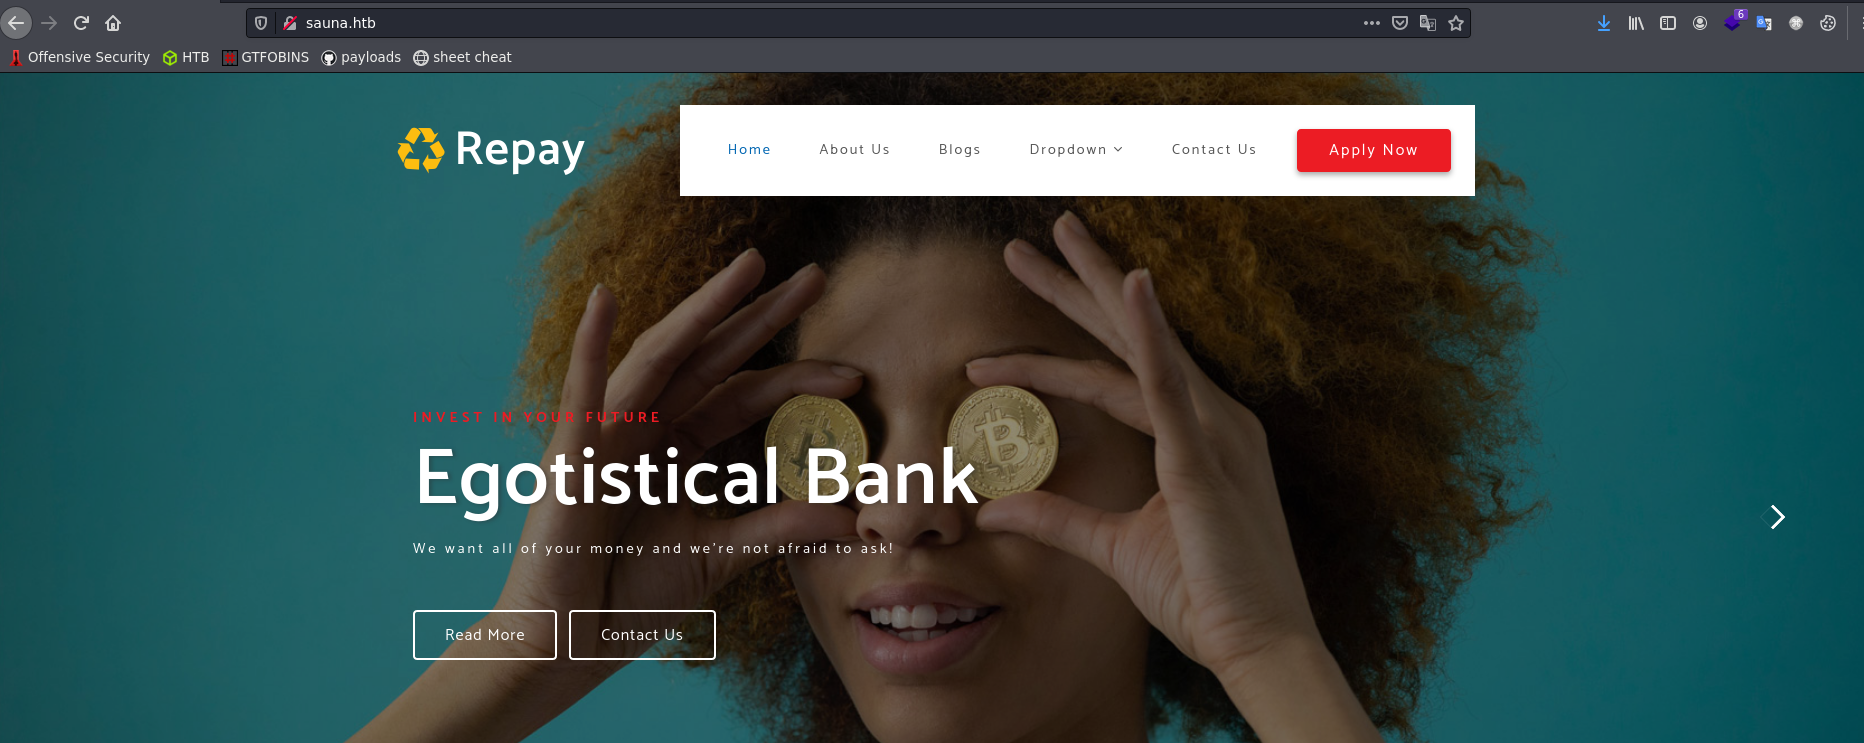 sauna.htb
6
Offensive Security HTB GTFOBINS payloads sheet cheat
Repay
Home About Us Blogs Dropdown Contact Us Apply Now
INVEST IN YOUR FUTURE
Egotistical Bank
We want all of your money and we're not afraid to ask!
Read More Contact Us